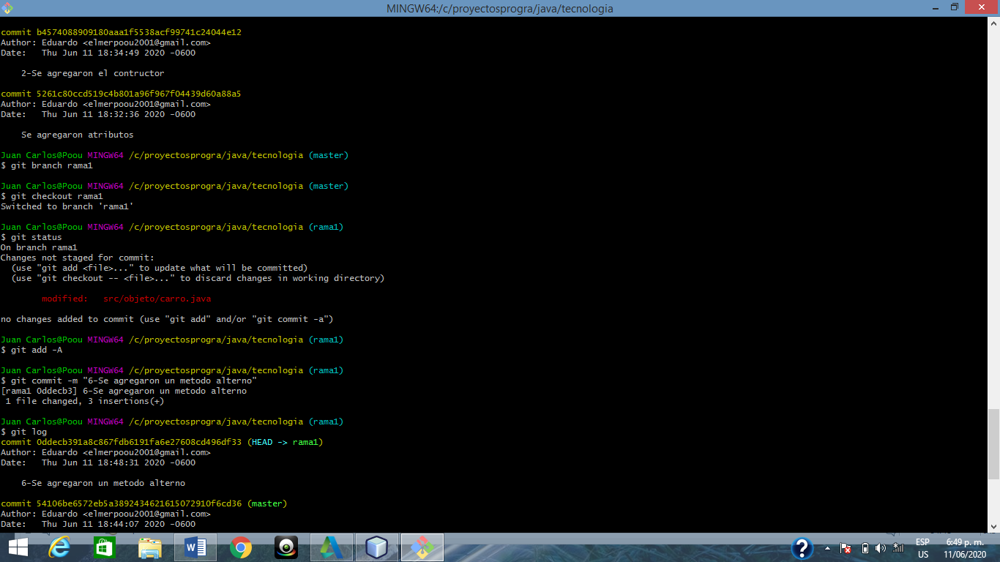 MINGW64:/c/proyectosprogra/java/tecnologia
commit b4574088909180aaa1f5538acf99741c24044e12
Author: Eduardo <elmerpoou2001@gmail.com>
Date:   Thu Jun 11 18:34:49 2020 -0600
2-Se agregaron el contructor
commit 5261c80ccd519c4b801a96f967f04439d60a88a5
Author: Eduardo <elmerpoou2001@gmail.com>
Date:   Thu Jun 11 18:32:36 2020 -0600
Se agregaron atributos
Juan Carlos@Poou MINGW64 /c/proyectosprogra/java/tecnologia (master)
$ git branch rama1
Juan Carlos@Poou MINGW64 /c/proyectosprogra/java/tecnologia (master)
$ git checkout rama1
Switched to branch 'rama1'
Juan Carlos@Poou MINGW64 /c/proyectosprogra/java/tecnologia (rama1)
$ git status
On branch rama1
Changes not staged for commit:
(use "git add <file>..." to update what will be committed)
(use "git checkout -- <file>..." to discard changes in working directory)
modified:   src/objeto/carro.java
no changes added to commit (use "git add" and/or "git commit -a")
Juan Carlos@Poou MINGW64 /c/proyectosprogra/java/tecnologia (rama1)
$ git add -A
Juan Carlos@Poou MINGW64 /c/proyectosprogra/java/tecnologia (rama1)
$ git commit -m "6-Se agregaron un metodo alterno"
[rama1 0ddecb3] 6-Se agregaron un metodo alterno
1 file changed, 3 insertions(+)
Juan Carlos@Poou MINGW64 /c/proyectosprogra/java/tecnologia (rama1)
$ git log
commit 0ddecb391a8c867fdb6191fa6e27608cd496df33 (HEAD -> rama1)
Author: Eduardo <elmerpoou2001@gmail.com>
Date:   Thu Jun 11 18:48:31 2020 -0600
6-Se agregaron un metodo alterno
commit 54106be6572eb5a3892434621615072910f6cd36 (master)
Author: Eduardo <elmerpoou2001@gmail.com>
Date:   Thu Jun 11 18:44:07 2020 -0600
ESP 6:49 p. m.
US 11/06/2020